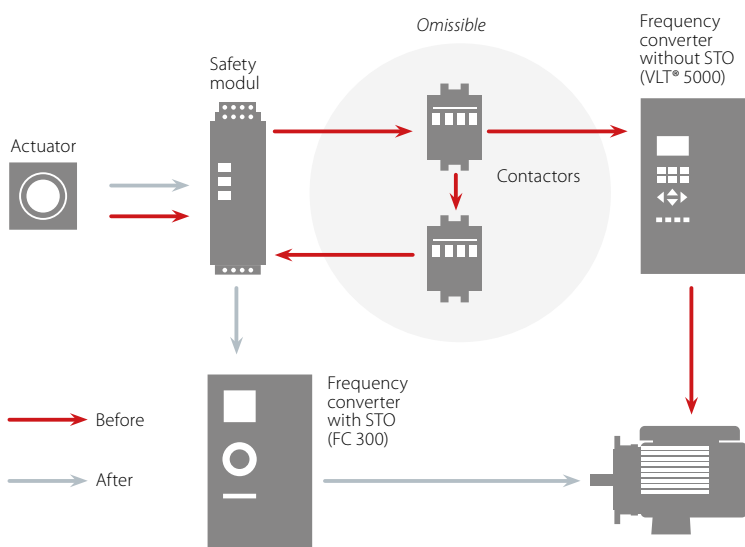 Omissible
Frequency
converter
without STO
(VLT® 5000)
Safety
modul
Actuator
Contactors
Frequency
converter
with STO
(FC 300)
Before
After